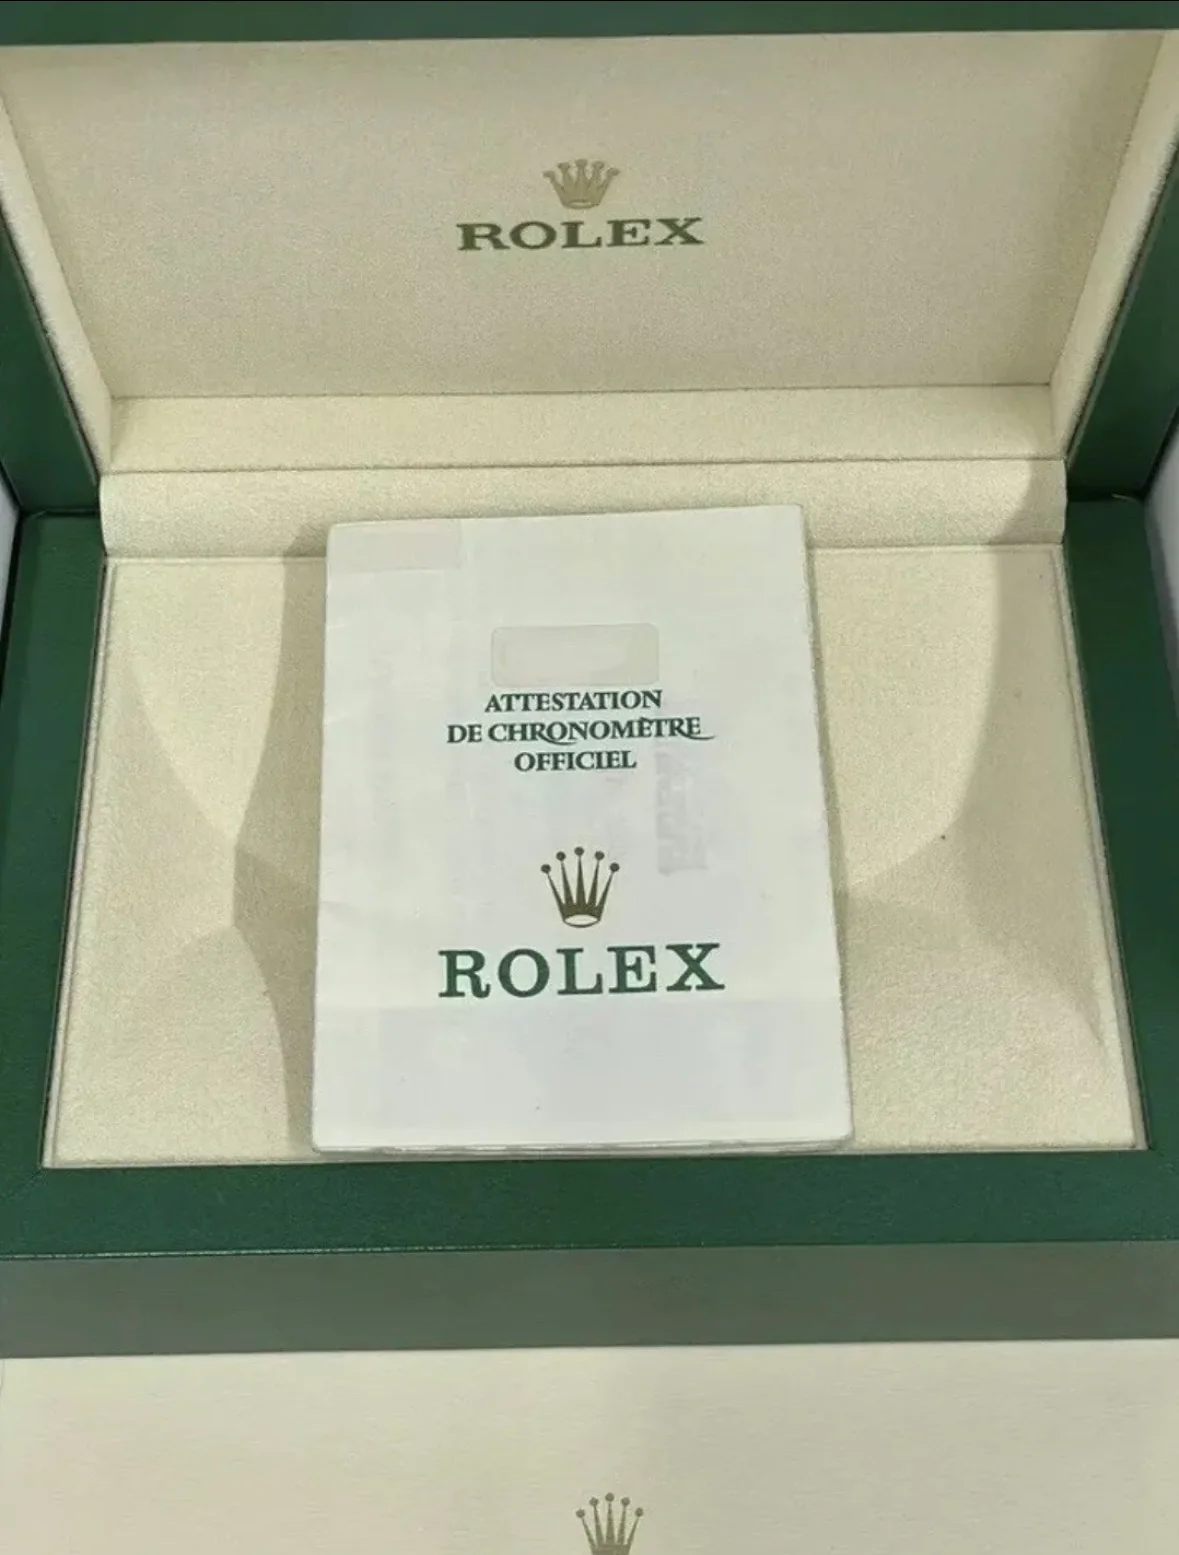 ROLEX
ATTESTATION
DE CHRONOMÈTRE
OFFICIEL
ROLEX